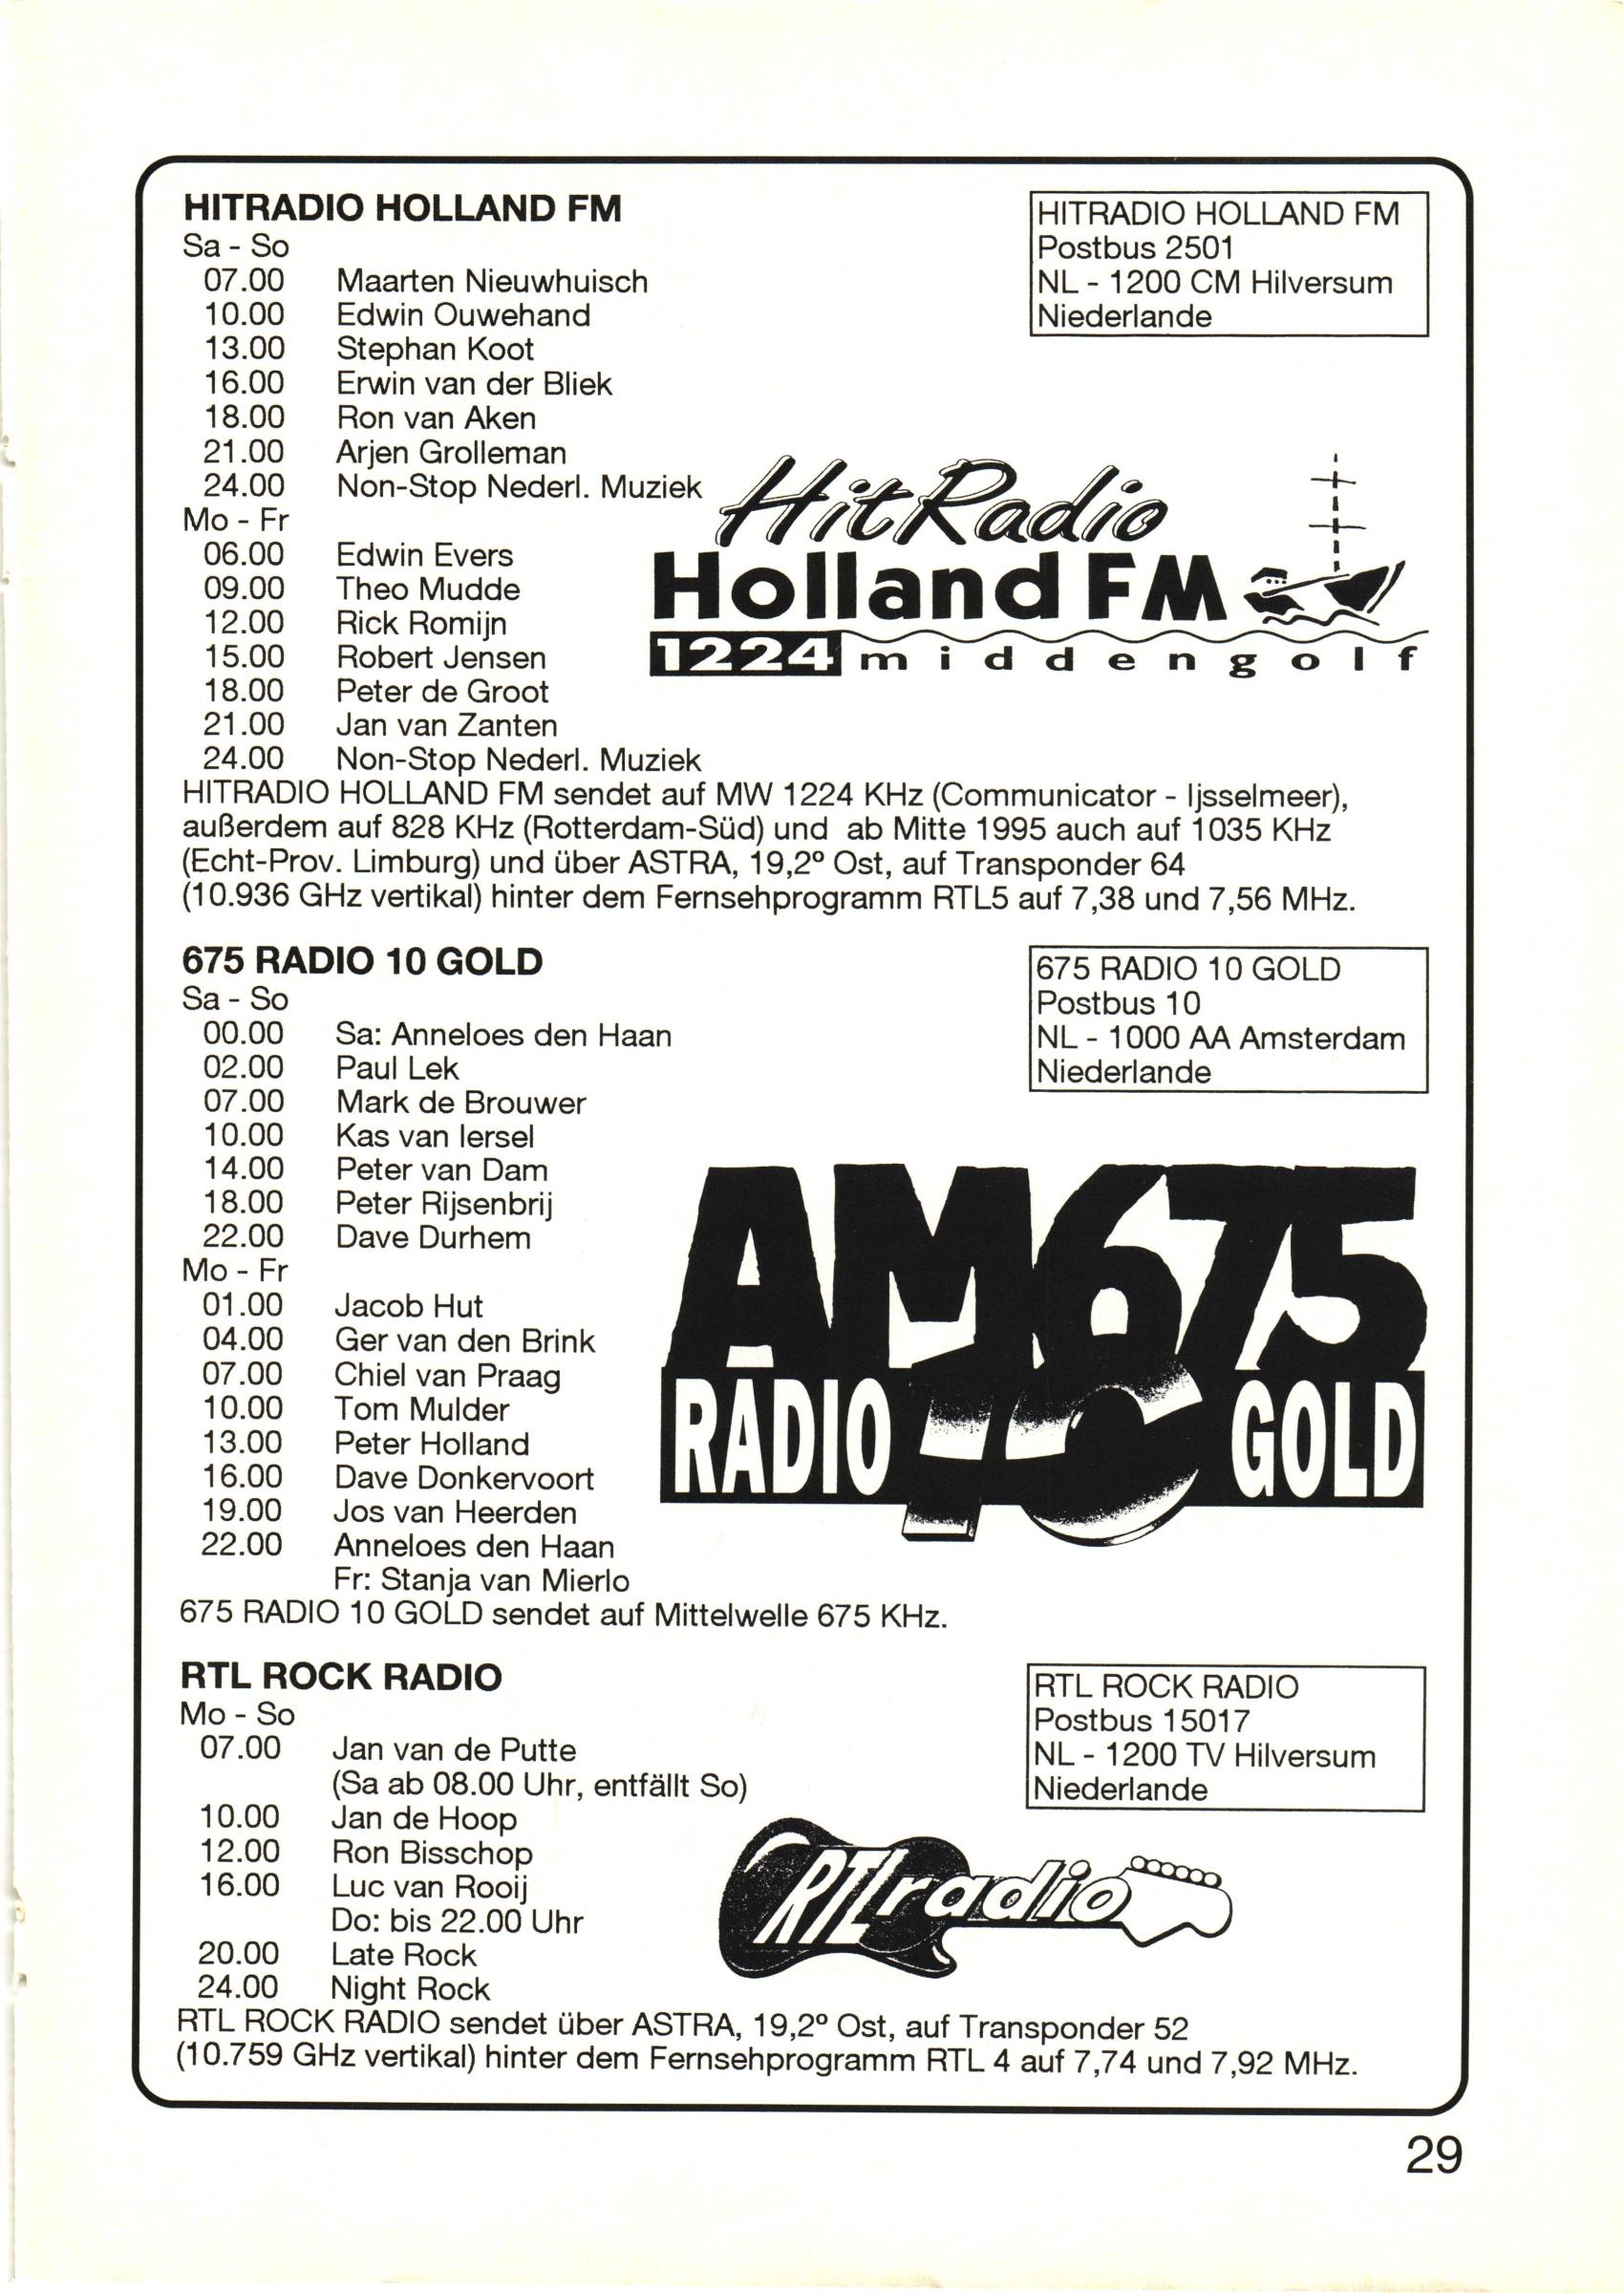 HITRADIO HOLLAND FM
Sa - So
07.00 Maarten Nieuwhuisch
10.00 Edwin Ouwehand
13.00 Stephan Koot
16.00 Erwin van der Bliek
18.00 Ron van Aken
21.00 Arjen Grolleman
24.00 Non-Stop Nederl. Muziek
Mo - Fr
06.00 Edwin Evers
09.00 Theo Mudde
12.00 Rick Romijn
15.00 Robert Jensen
18.00 Peter de Groot
21.00 Jan van Zanten
24.00 Non-Stop Nederl. Muziek
HITRADIO HOLLAND FM
Postbus 2501
NL - 1200 CM Hilversum
Niederlande
HitRadio
Holland FM
1224 middengolf
HITRADIO HOLLAND FM sendet auf MW 1224 KHz (Communicator - Ijsselmeer),
außerdem auf 828 KHz (Rotterdam-Süd) und ab Mitte 1995 auch auf 1035 KHz
(Echt-Prov. Limburg) und über ASTRA, 19,2º Ost, auf Transponder 64
(10.936 GHz vertikal) hinter dem Fernsehprogramm RTL5 auf 7,38 und 7,56 MHz.
675 RADIO 10 GOLD
Sa - So
00.00 Sa: Anneloes den Haan
02.00 Paul Lek
07.00 Mark de Brouwer
10.00 Kas van Iersel
14.00 Peter van Dam
18.00 Peter Rijsenbrij
22.00 Dave Durhem
Mo - Fr
01.00 Jacob Hut
04.00 Ger van den Brink
07.00 Chiel van Praag
10.00 Tom Mulder
13.00 Peter Holland
16.00 Dave Donkervoort
19.00 Jos van Heerden
22.00 Anneloes den Haan
Fr: Stanja van Mierlo
675 RADIO 10 GOLD
Postbus 10
NL - 1000 AA Amsterdam
Niederlande
AM675
RADIO 10 GOLD
675 RADIO 10 GOLD sendet auf Mittelwelle 675 KHz.
RTL ROCK RADIO
Mo - So
07.00 Jan van de Putte
(Sa ab 08.00 Uhr, entfällt So)
10.00 Jan de Hoop
12.00 Ron Bisschop
16.00 Luc van Rooij
Do: bis 22.00 Uhr
20.00 Late Rock
24.00 Night Rock
RTL ROCK RADIO
Postbus 15017
NL - 1200 TV Hilversum
Niederlande
RTL radio
RTL ROCK RADIO sendet über ASTRA, 19,2º Ost, auf Transponder 52
(10.759 GHz vertikal) hinter dem Fernsehprogramm RTL 4 auf 7,74 und 7,92 MHz.
29